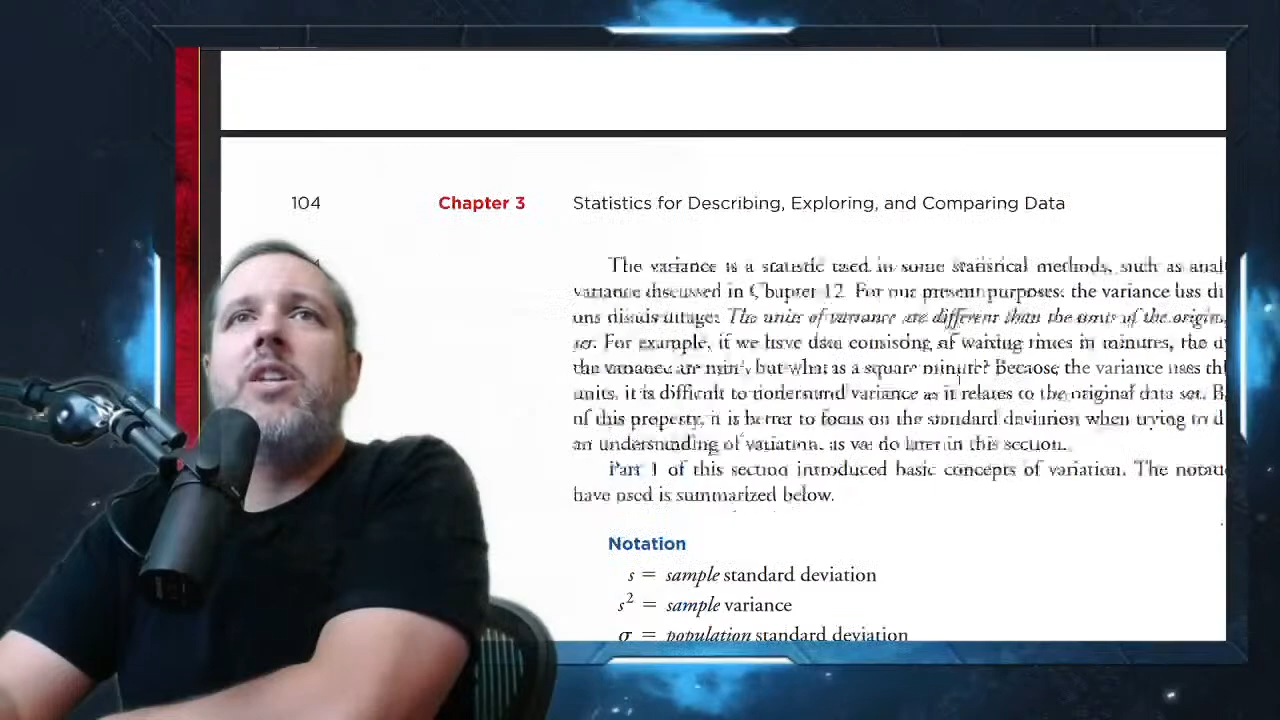 104 Chapter 3 Statistics for Describing, Exploring, and Comparing Data
The variance is a statistic used in some statistical methods, such as
variance discussed in Chapter 12. For our present purposes, the variance has
The units of variance are different than the units of the
For example, if we have data consisting of waiting times in minutes, the
the variance are but what is a square minute? Because the variance uses
units, it is difficult to understand variance as it relates to the original data set.
of this property, it is better to focus on the standard deviation when trying to
an understanding of variation, as we do later in this section.
Part 1 of this section introduced basic concepts of variation. The
have used is summarized below.
Notation
s = sample standard deviation
s² = sample variance
σ = population standard deviation